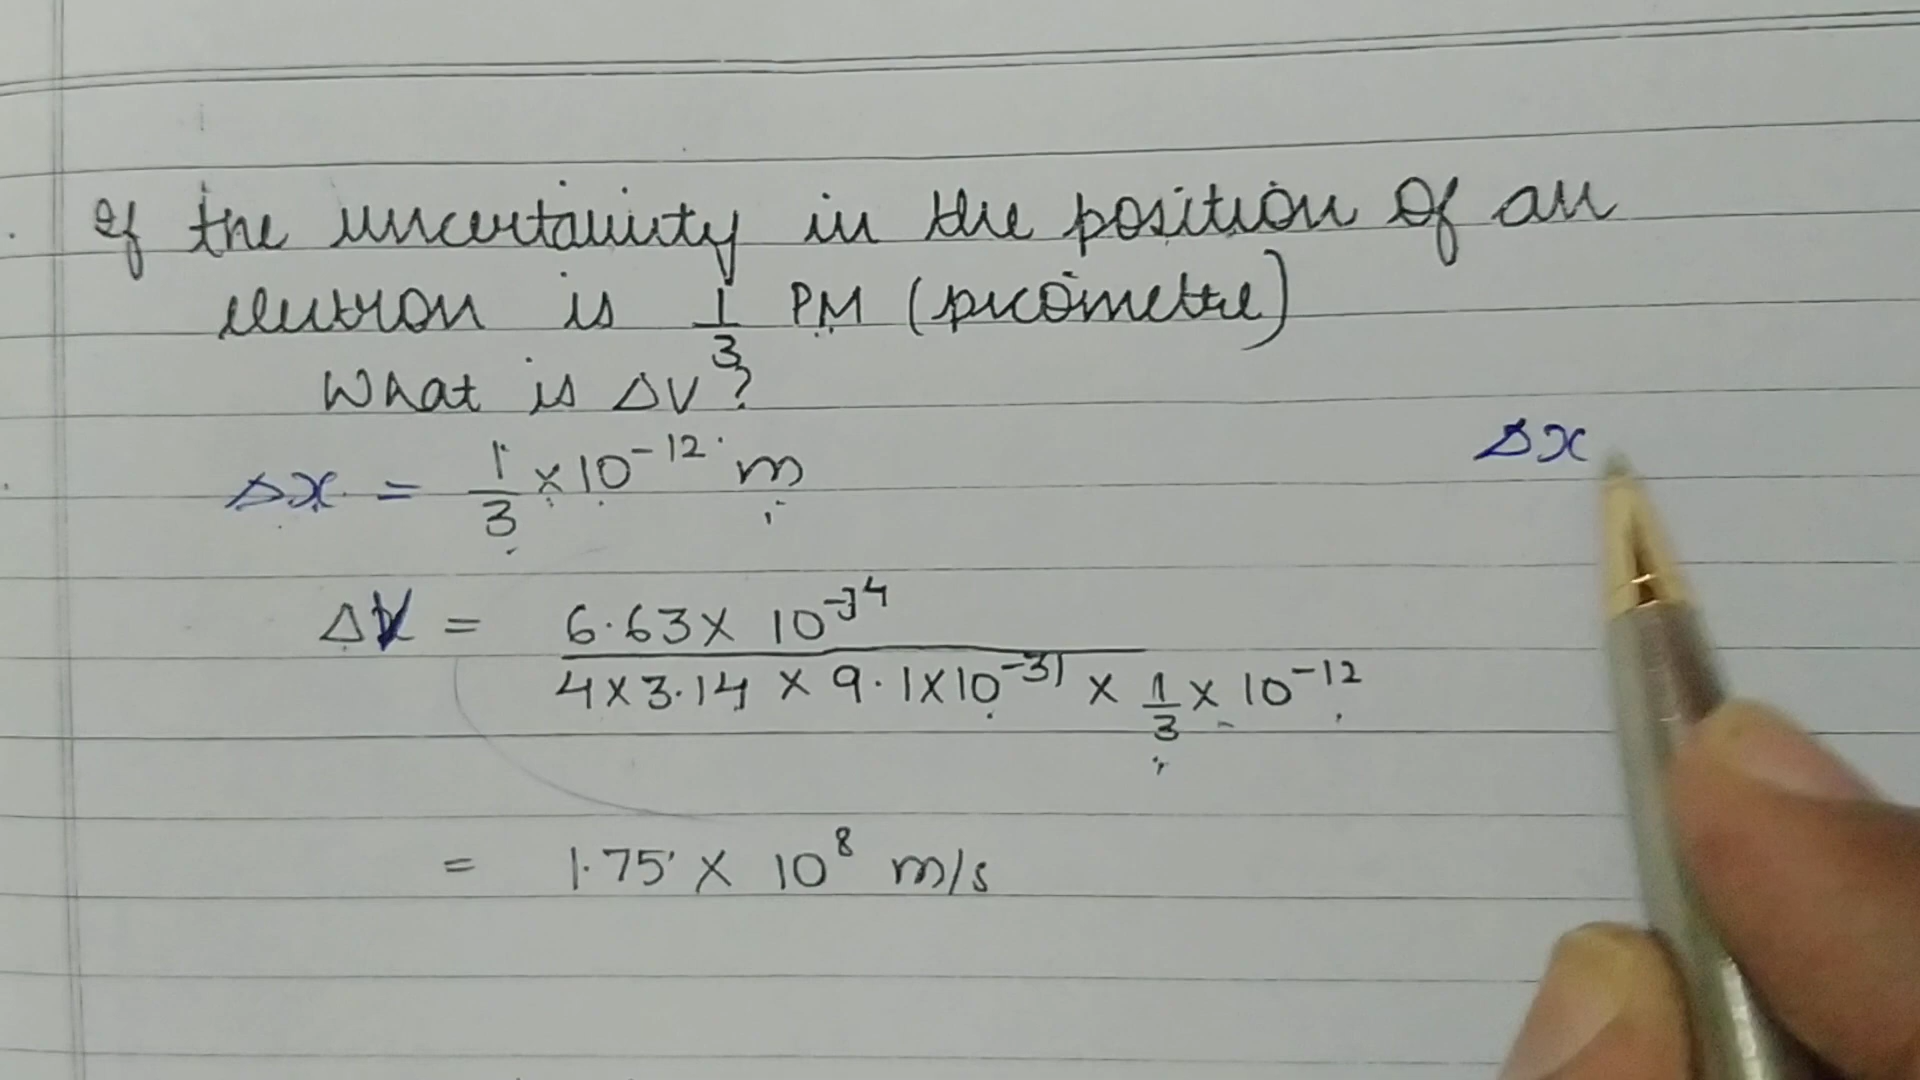 If the uncertainty in the position of an
electron is 1/3 PM (picometre)
What is ΔV?
Δx = 1/3 × 10⁻¹² m
Δx
ΔV = 6.63 × 10⁻³⁴ / 4 × 3.14 × 9.1 × 10⁻³¹ × 1/3 × 10⁻¹²
= 1.75 × 10⁸ m/s